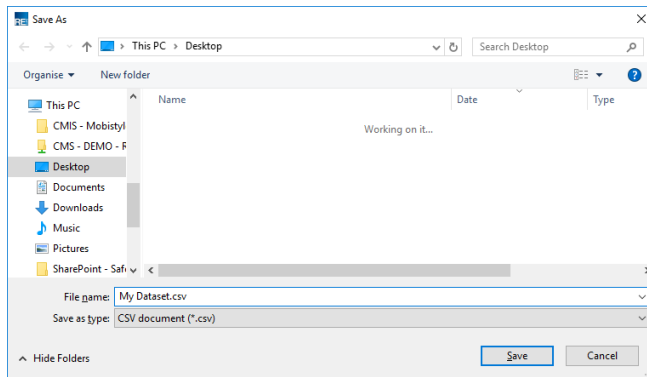 RE Save As
This PC > Desktop
Search Desktop
Organise
New folder
Name
Date
Type
Working on it...
This PC
CMIS - Mobistyl
CMS - DEMO - R
Desktop
Documents
Downloads
Music
Pictures
SharePoint - Safe
File name: My Dataset.csv
Save as type: CSV document (*.csv)
Hide Folders
Save
Cancel